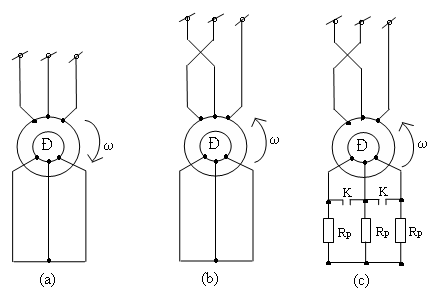 Đ ω
Đ ω
Đ ω
K K
Rp Rp Rp
(a) (b) (c)